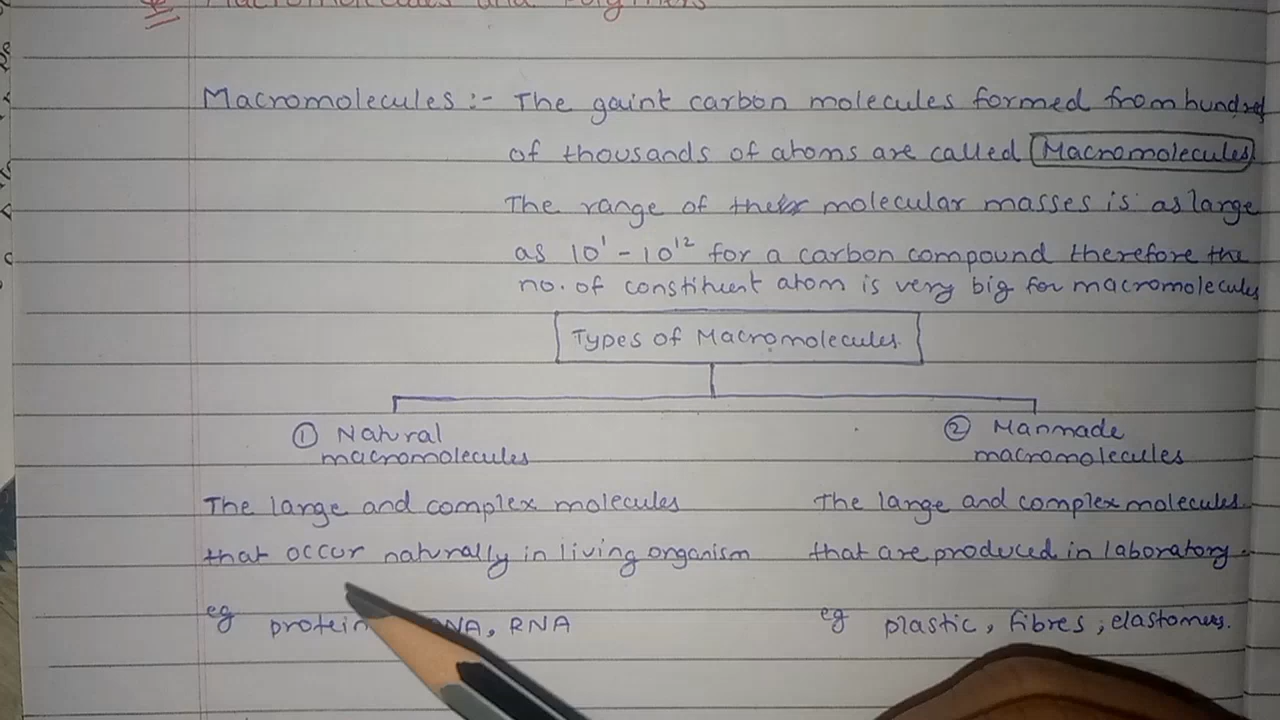 Macromolecules and Polymers
Macromolecules :- The gaint carbon molecules formed from hundred
of thousands of atoms are called Macromolecules
The range of their molecular masses is as large
as 10¹ - 10¹² for a carbon compound therefore the
no. of constituent atom is very big for macromolecules
Types of Macromolecules.
① Natural
macromolecules
The large and complex molecules
that occur naturally in living organism
eg protein NA, RNA
② Manmade
macromolecules
The large and complex molecules.
that are produced in laboratory.
eg plastic, fibres, elastomers.